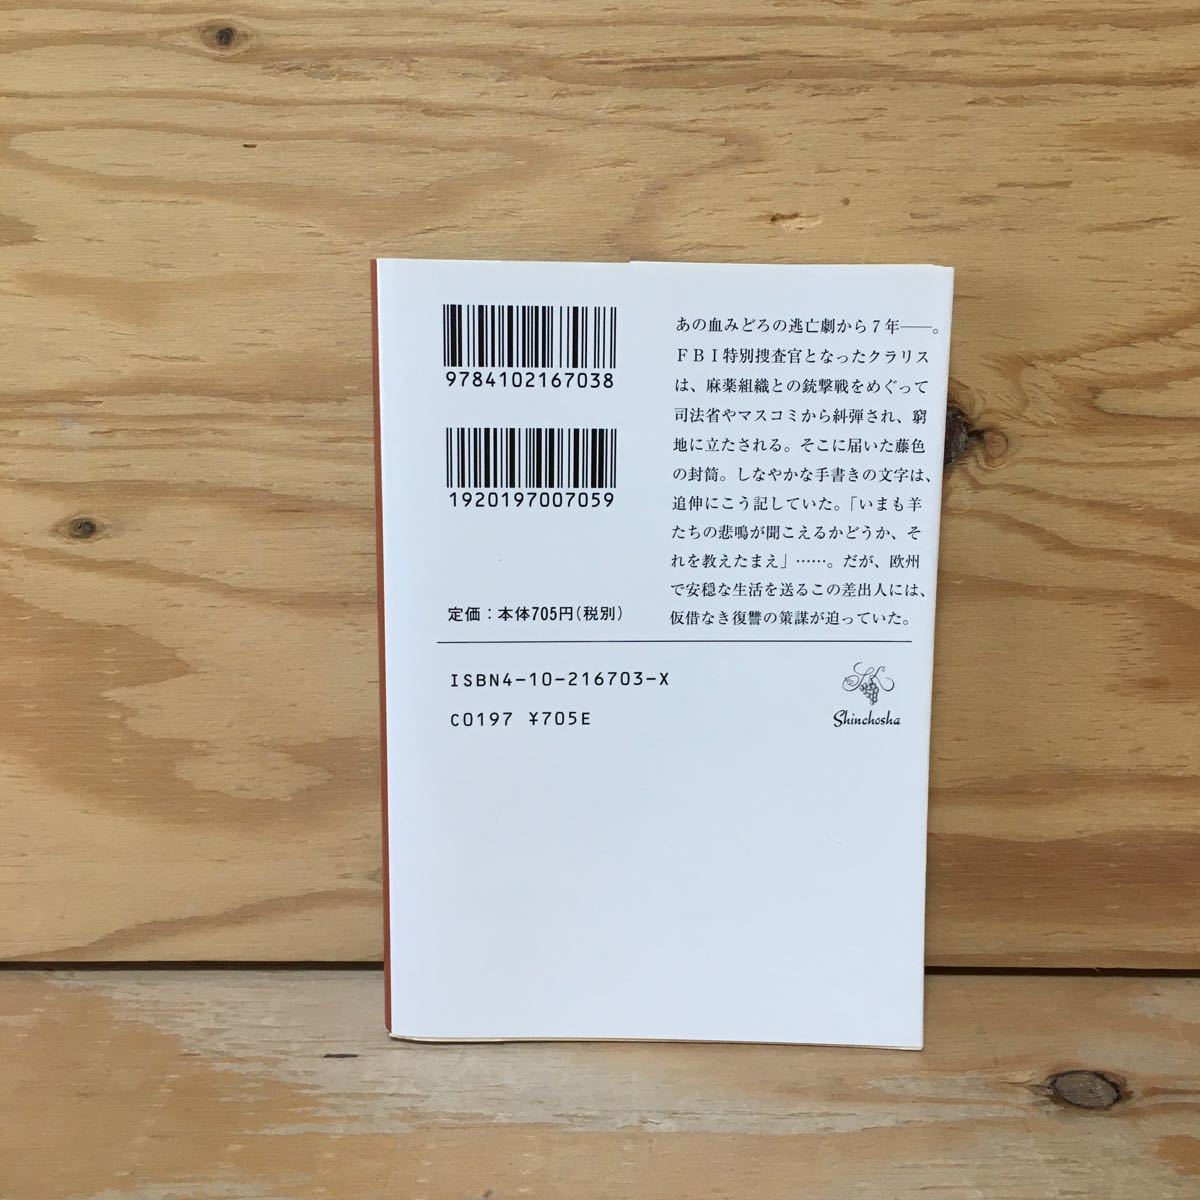 9784102167038
1920197007059
定価：本体705円（税別）
あの血みどろの逃亡劇から７年――。
ＦＢＩ特別捜査官となったクラリス
は、麻薬組織との銃撃戦をめぐって
司法省やマスコミから糾弾され、窮
地に立たされる。そこに届いた藤色
の封筒。しなやかな手書きの文字は、
追伸にこう記していた。「いまも羊
たちの悲鳴が聞こえるかどうか、そ
れを教えたまえ」……。だが、欧州
で安穏な生活を送るこの差出人には、
仮借なき復讐の策謀が迫っていた。
ISBN4-10-216703-X
C0197 ¥705E
Shinchosha